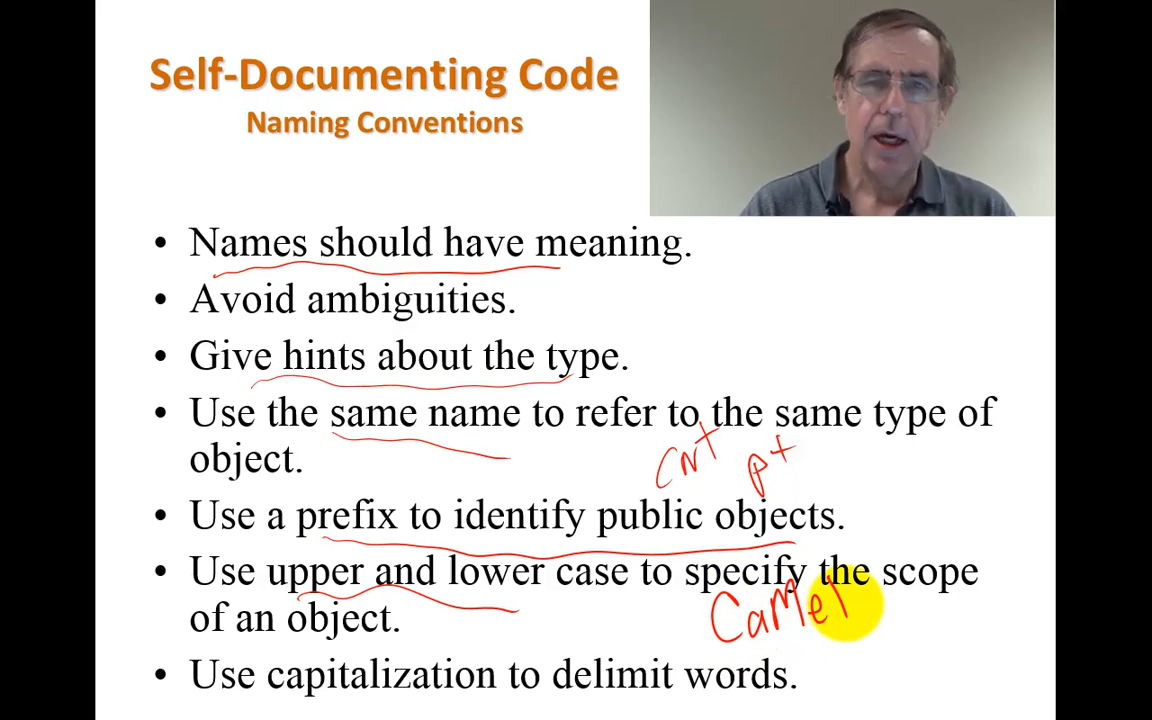 Self-Documenting Code
Naming Conventions
• Names should have meaning.
• Avoid ambiguities.
• Give hints about the type.
• Use the same name to refer to the same type of
object.
cnt pt
• Use a prefix to identify public objects.
• Use upper and lower case to specify the scope
of an object.
Camel
• Use capitalization to delimit words.